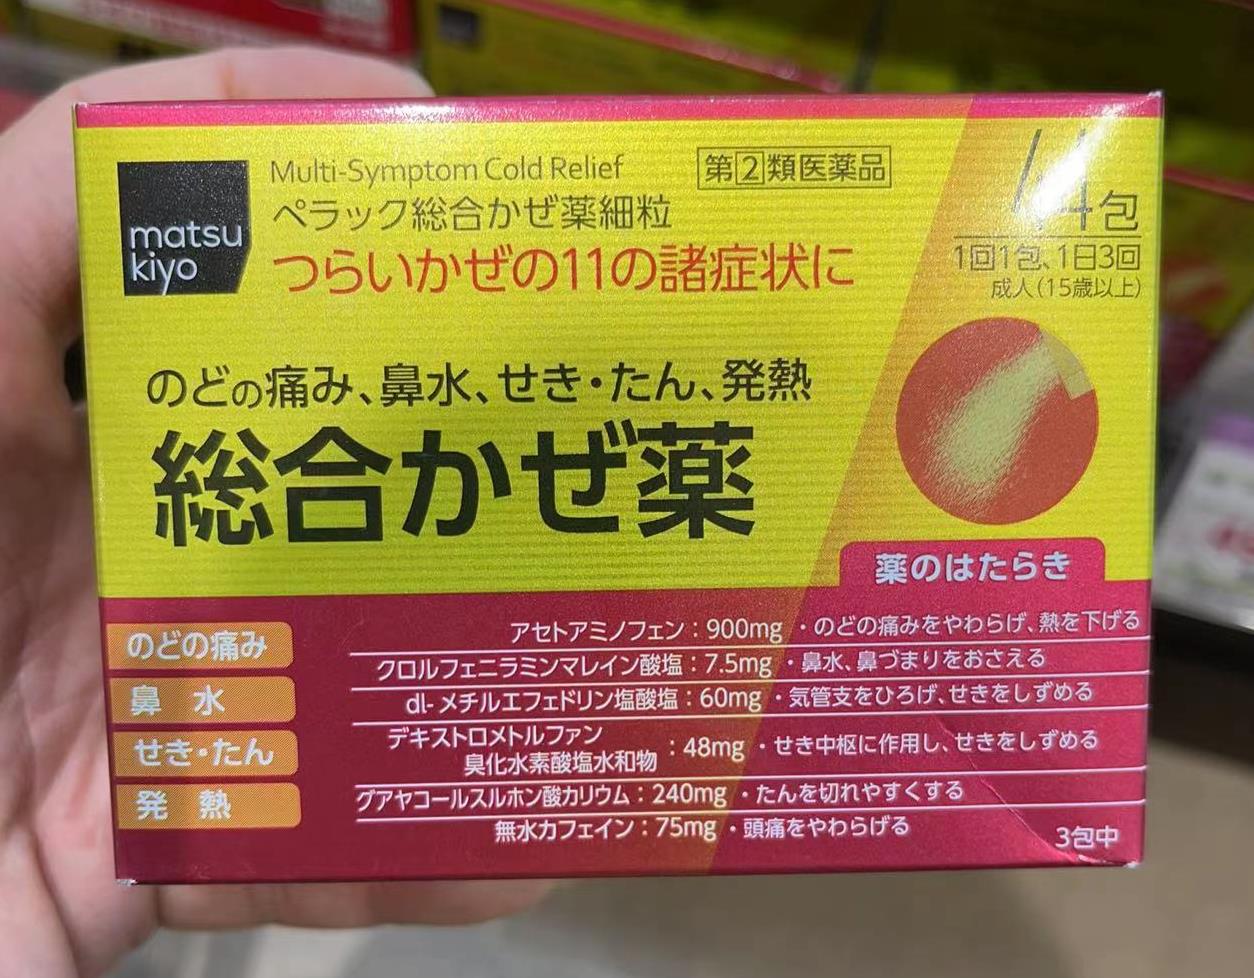 matsu
kiyo
Multi-Symptom Cold Relief
第②類医薬品
ペラック総合かぜ薬細粒
つらいかぜの11の諸症状に
44包
1回1包、1日3回
成人(15歳以上)
のどの痛み、鼻水、せき・たん、発熱
総合かぜ薬
薬のはたらき
のどの痛み
鼻水
せき・たん
発熱
アセトアミノフェン:900mg ・のどの痛みをやわらげ、熱を下げる
クロルフェニラミンマレイン酸塩:7.5mg ・鼻水、鼻づまりをおさえる
dl-メチルエフェドリン塩酸塩:60mg ・気管支をひろげ、せきをしずめる
デキストロメトルファン
臭化水素酸塩水和物:48mg ・せき中枢に作用し、せきをしずめる
グアヤコールスルホン酸カリウム:240mg ・たんを切れやすくする
無水カフェイン:75mg ・頭痛をやわらげる
3包中